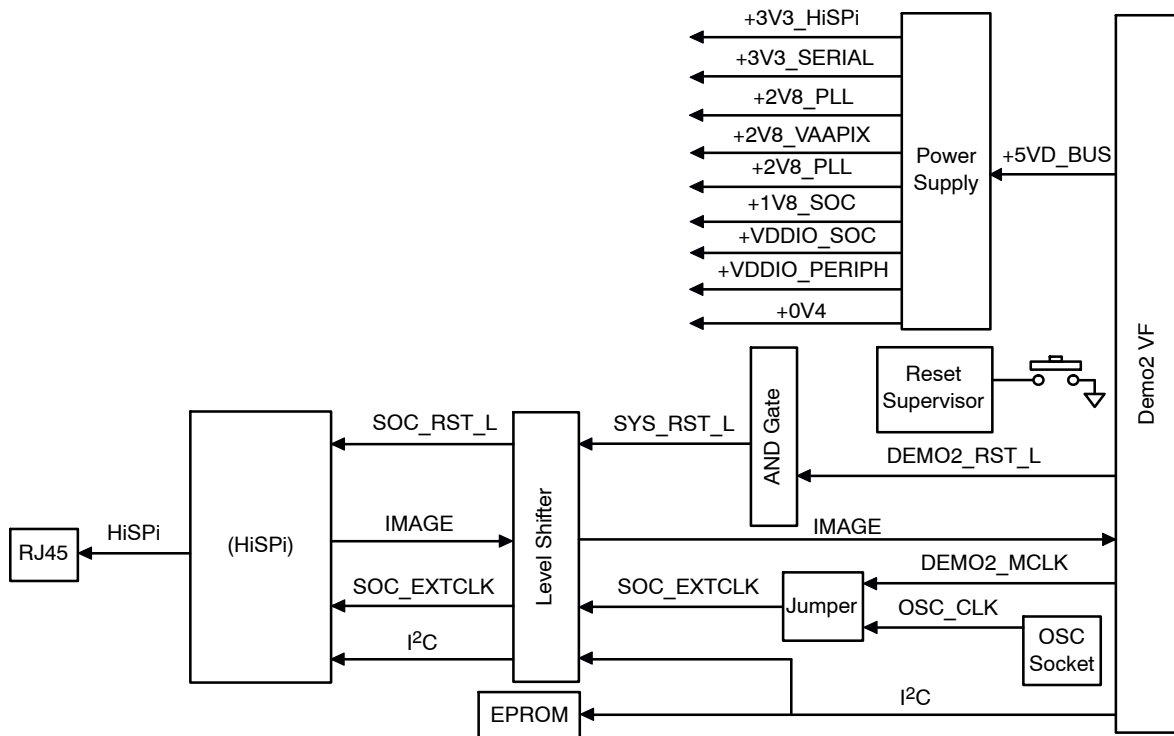 +3V3_HiSPi
+3V3_SERIAL
+2V8_PLL
+2V8_VAAPIX
+2V8_PLL
+1V8_SOC
+VDDIO_SOC
+VDDIO_PERIPH
+0V4
Power
Supply
+5VD_BUS
Demo2 VF
Reset
Supervisor
AND Gate
SOC_RST_L
SYS_RST_L
DEMO2_RST_L
Level Shifter
RJ45
HiSPi
(HiSPi)
IMAGE
IMAGE
DEMO2_MCLK
SOC_EXTCLK
SOC_EXTCLK
Jumper
OSC_CLK
OSC
Socket
I²C
EPROM
I²C